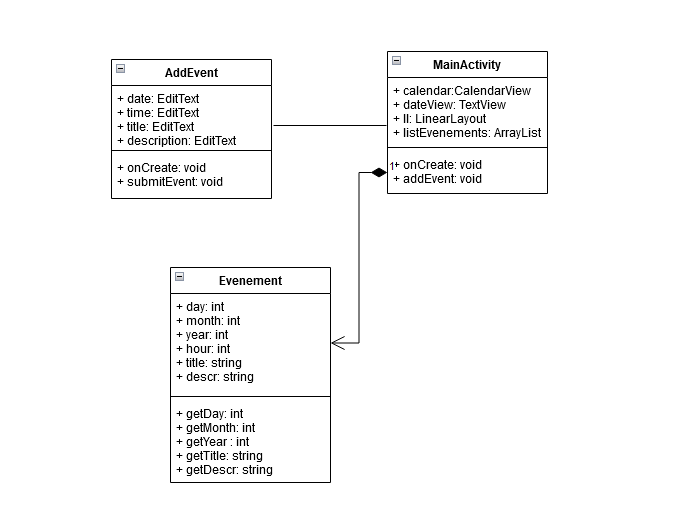 AddEvent
+ date: EditText
+ time: EditText
+ title: EditText
+ description: EditText
+ onCreate: void
+ submitEvent: void
MainActivity
+ calendar:CalendarView
+ dateView: TextView
+ ll: LinearLayout
+ listEvenements: ArrayList
1
+ onCreate: void
+ addEvent: void
Evenement
+ day: int
+ month: int
+ year: int
+ hour: int
+ title: string
+ descr: string
+ getDay: int
+ getMonth: int
+ getYear : int
+ getTitle: string
+ getDescr: string